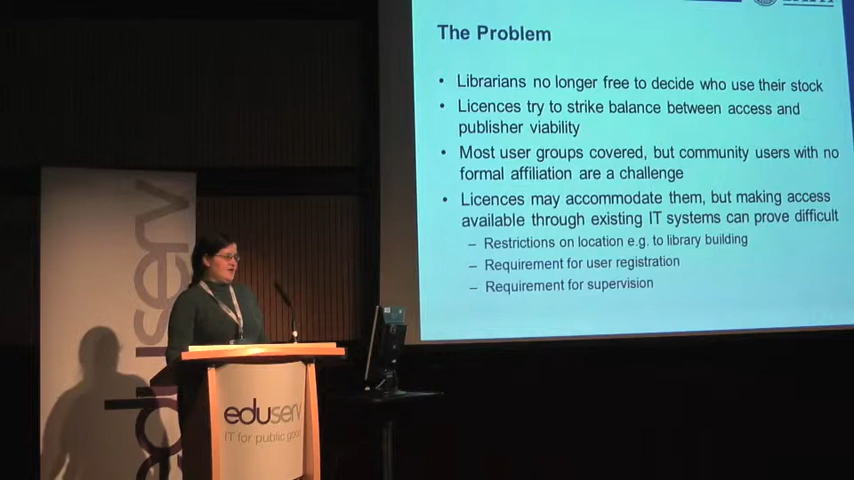 The Problem
• Librarians no longer free to decide who use their stock
• Licences try to strike balance between access and
publisher viability
• Most user groups covered, but community users with no
formal affiliation are a challenge
• Licences may accommodate them, but making access
available through existing IT systems can prove difficult
– Restrictions on location e.g. to library building
– Requirement for user registration
– Requirement for supervision
eduserv
eduserv
IT for public good